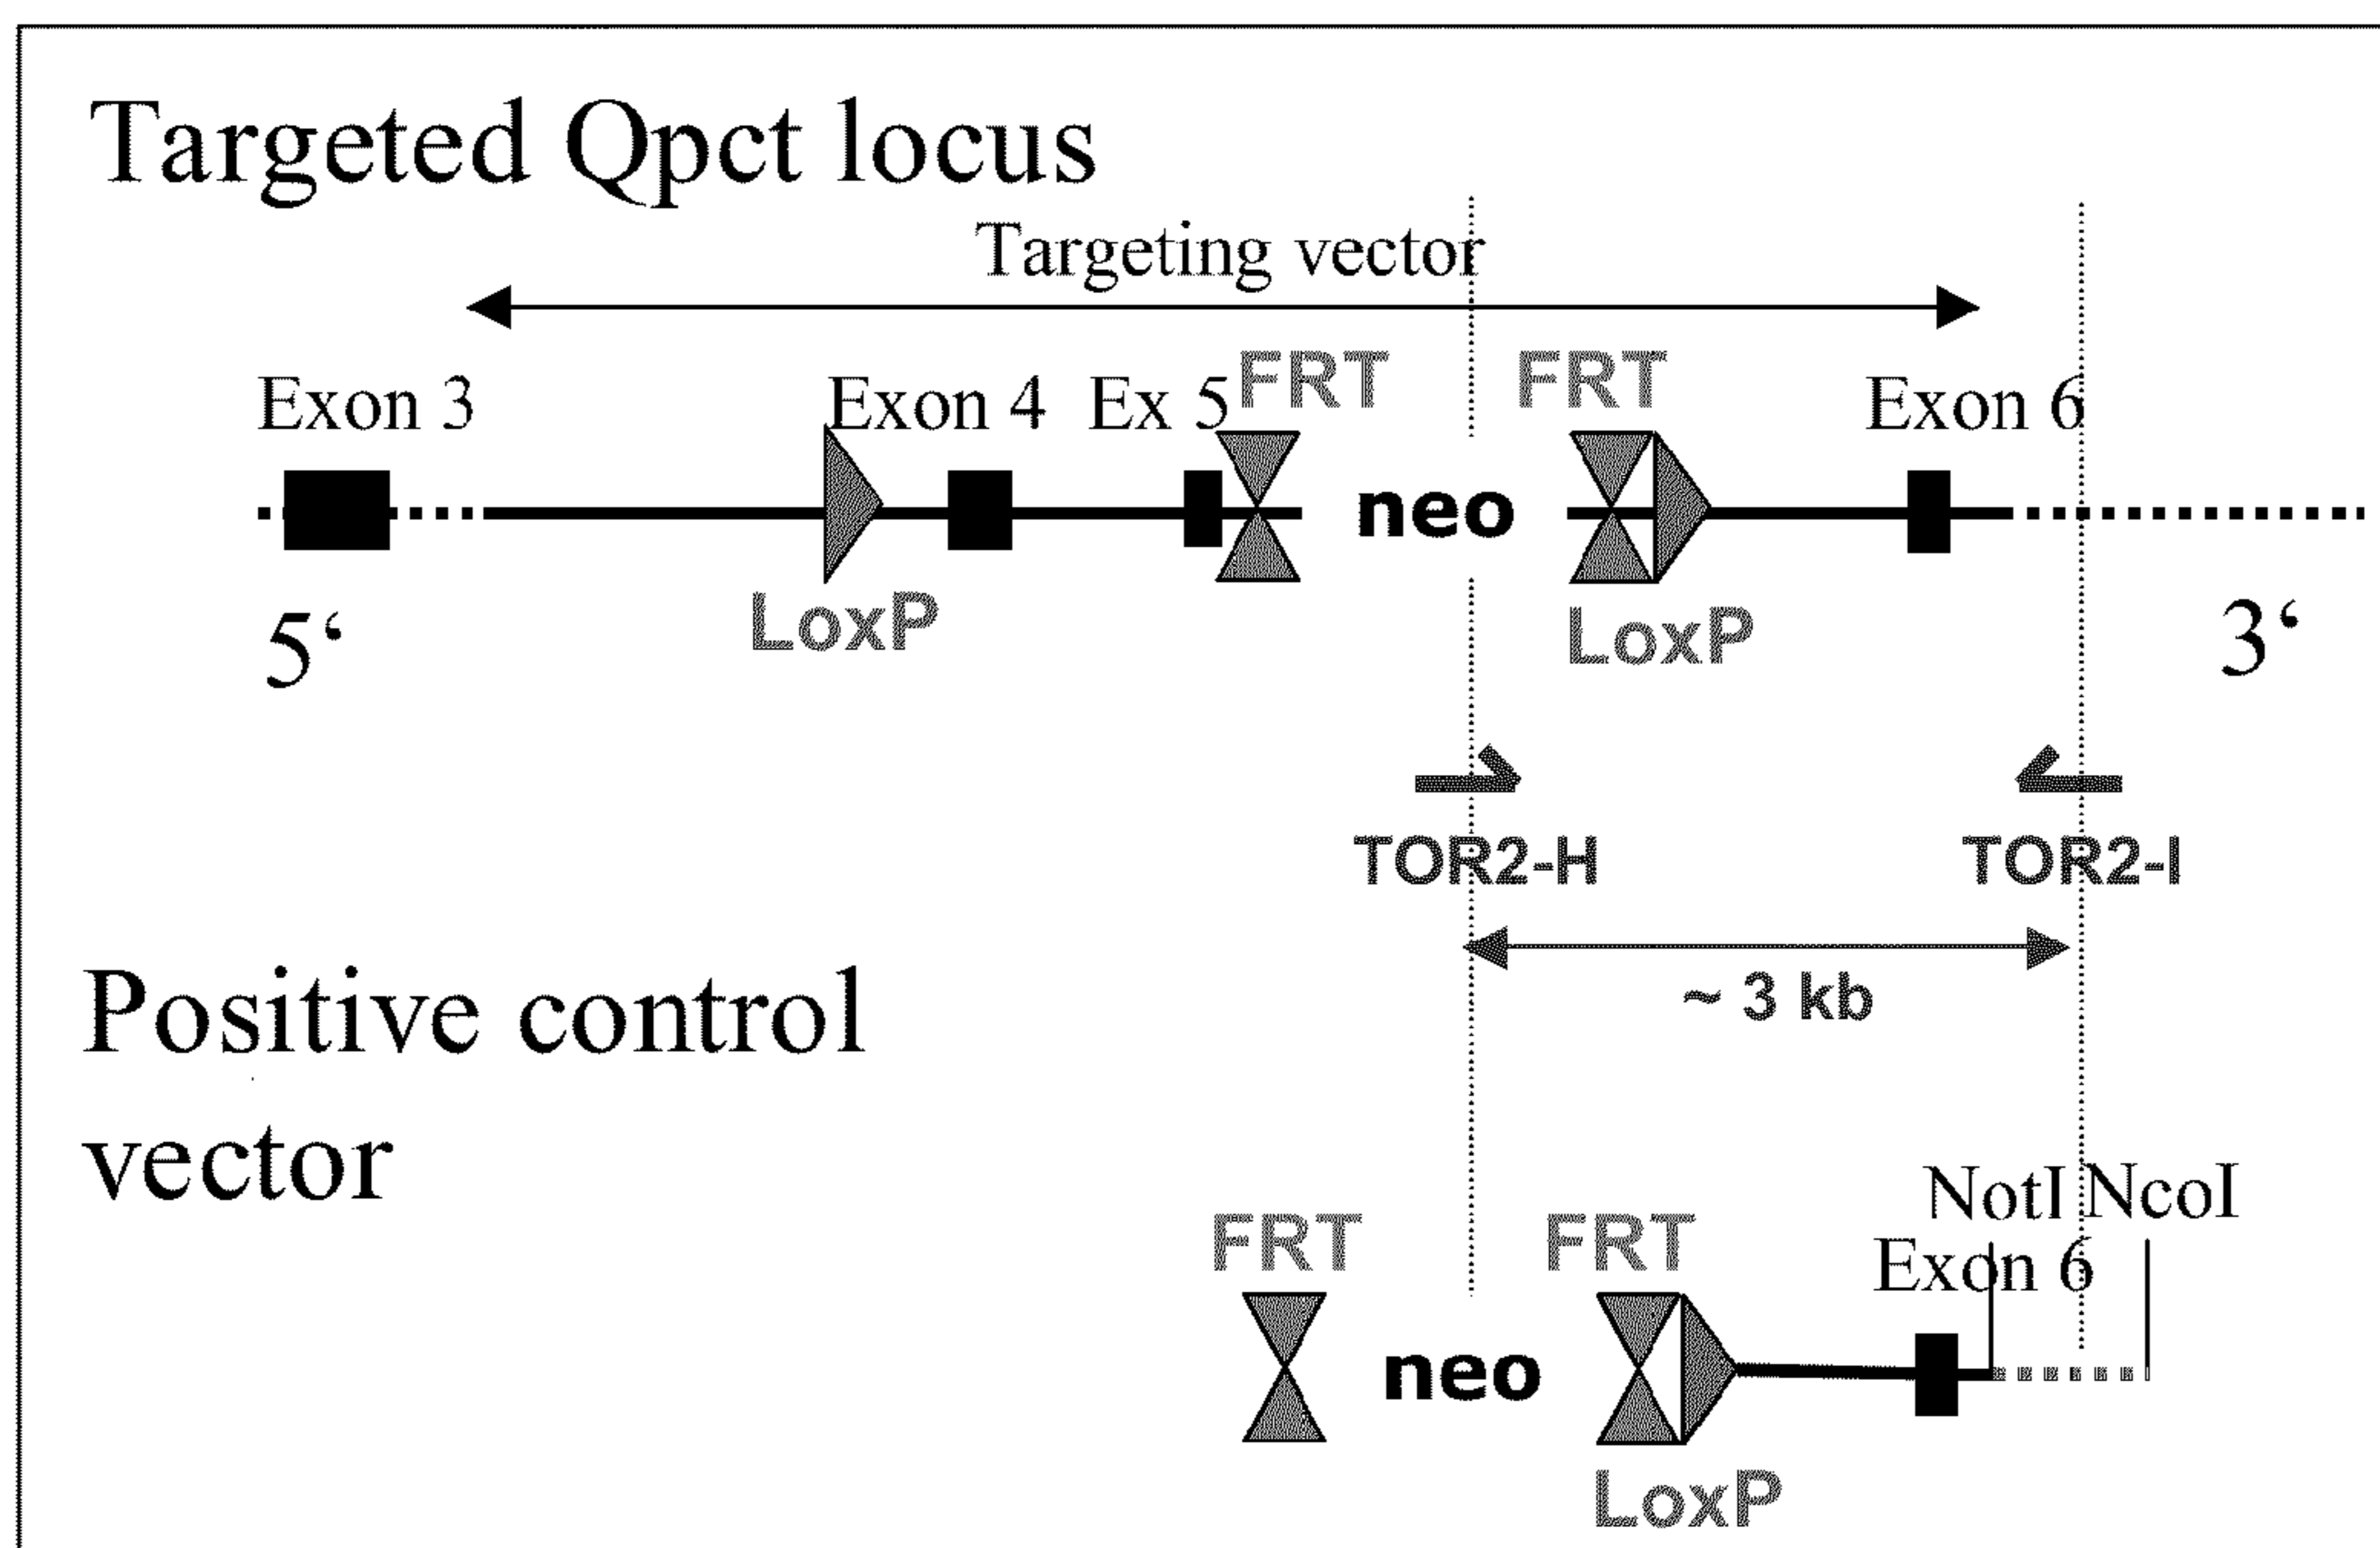 Targeted Qpct locus
Targeting vector
FRT FRT
Exon 3 Exon 4 Ex 5 Exon 6
neo
LoxP LoxP
5‘ 3‘
TOR2-H TOR2-I
~ 3 kb
Positive control
vector
NotI NcoI
FRT FRT
Exon 6
neo
LoxP